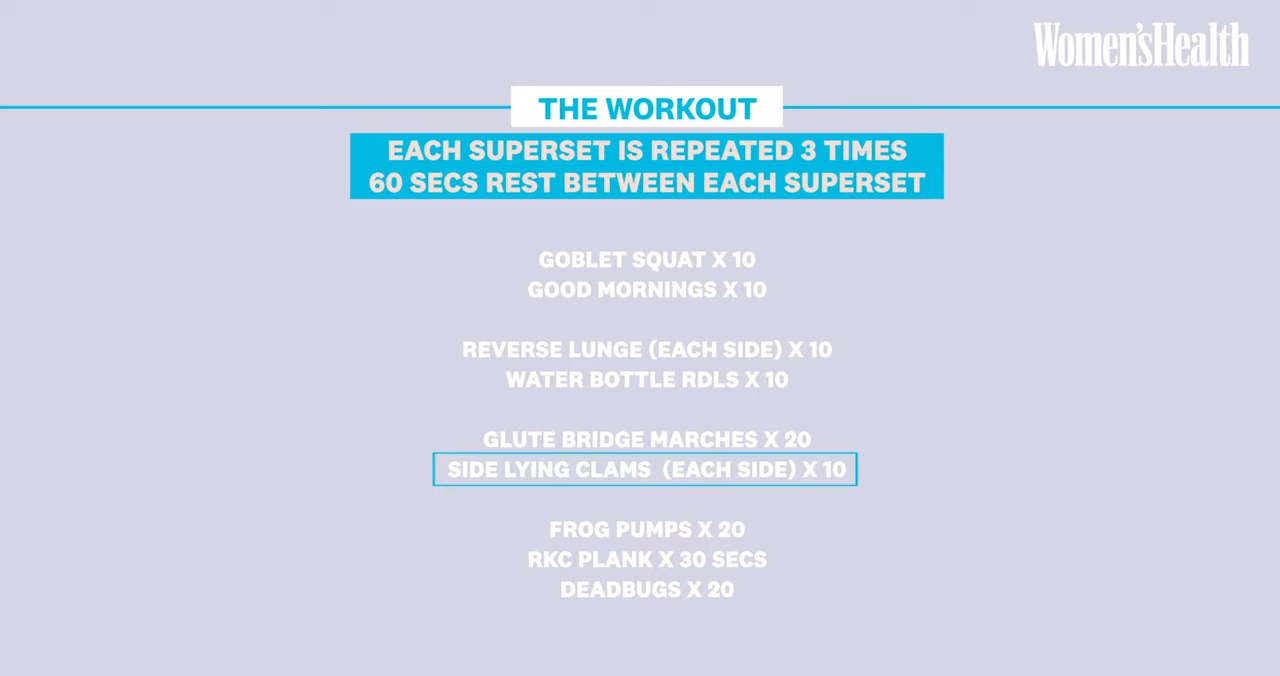 Women'sHealth
THE WORKOUT
EACH SUPERSET IS REPEATED 3 TIMES
60 SECS REST BETWEEN EACH SUPERSET
GOBLET SQUAT X 10
GOOD MORNINGS X 10
REVERSE LUNGE (EACH SIDE) X 10
WATER BOTTLE RDLS X 10
GLUTE BRIDGE MARCHES X 20
SIDE LYING CLAMS (EACH SIDE) X 10
FROG PUMPS X 20
RKC PLANK X 30 SECS
DEADBUGS X 20